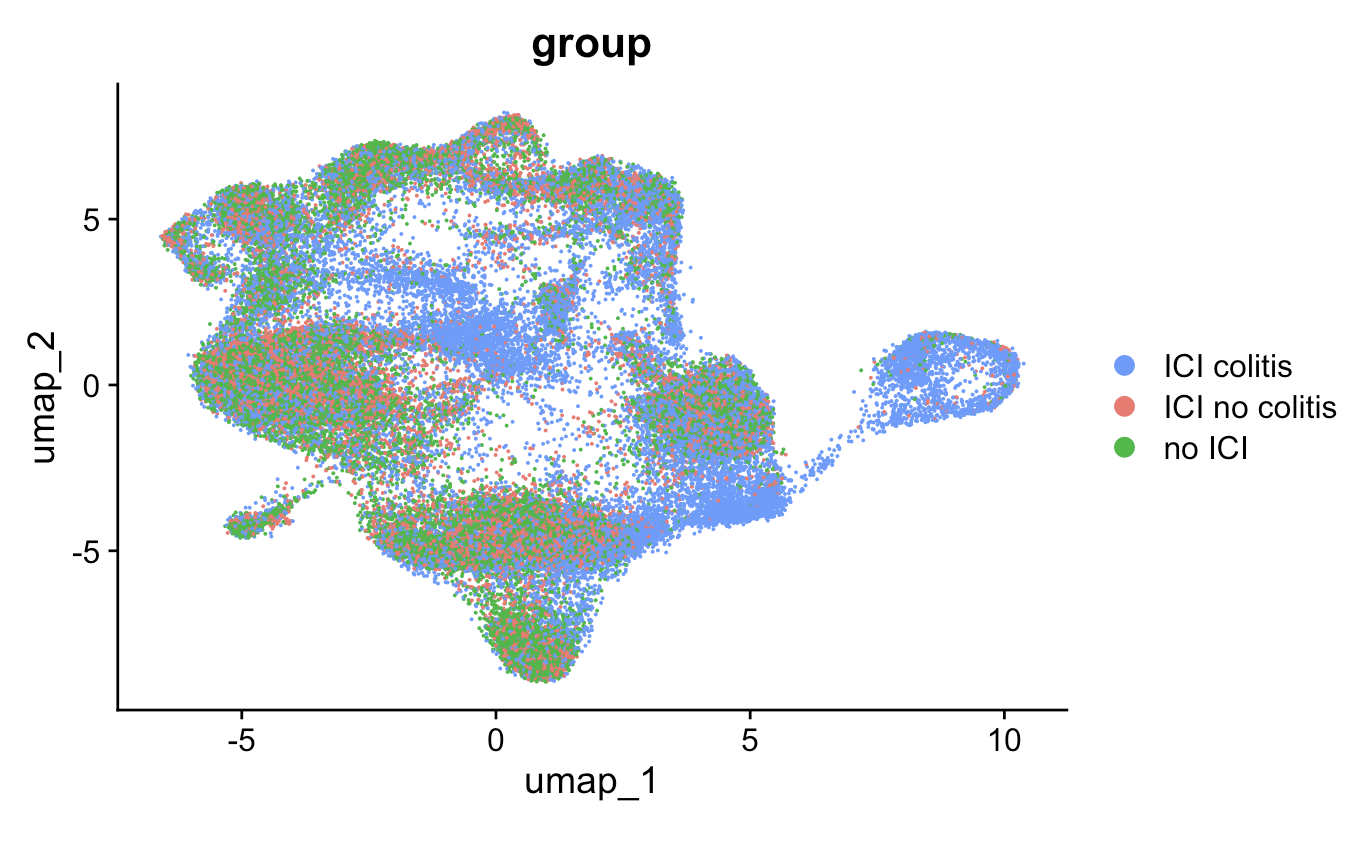 group
umap_2
5
0
-5
-5
0
5
10
umap_1
ICI colitis
ICI no colitis
no ICI